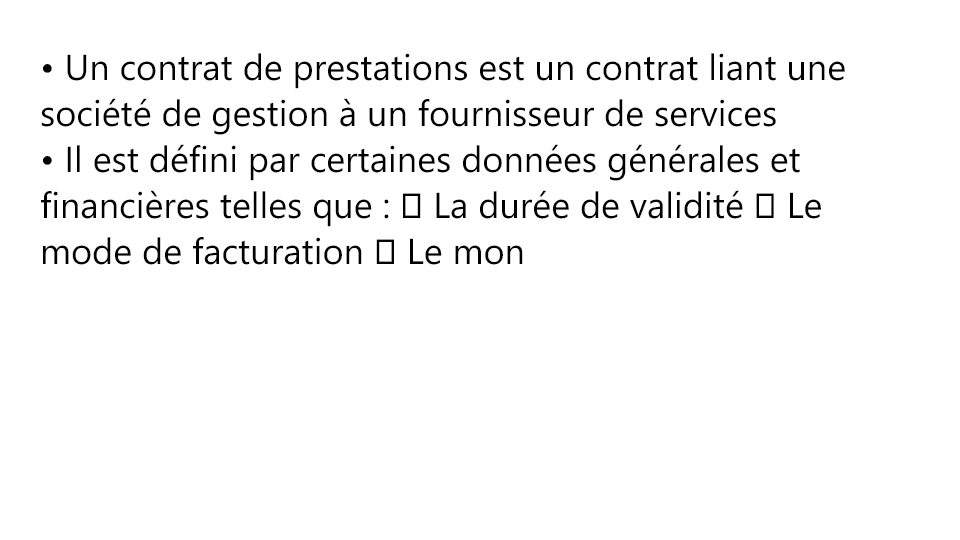 • Un contrat de prestations est un contrat liant une
société de gestion à un fournisseur de services
• Il est défini par certaines données générales et
financières telles que :  La durée de validité  Le
mode de facturation  Le mon